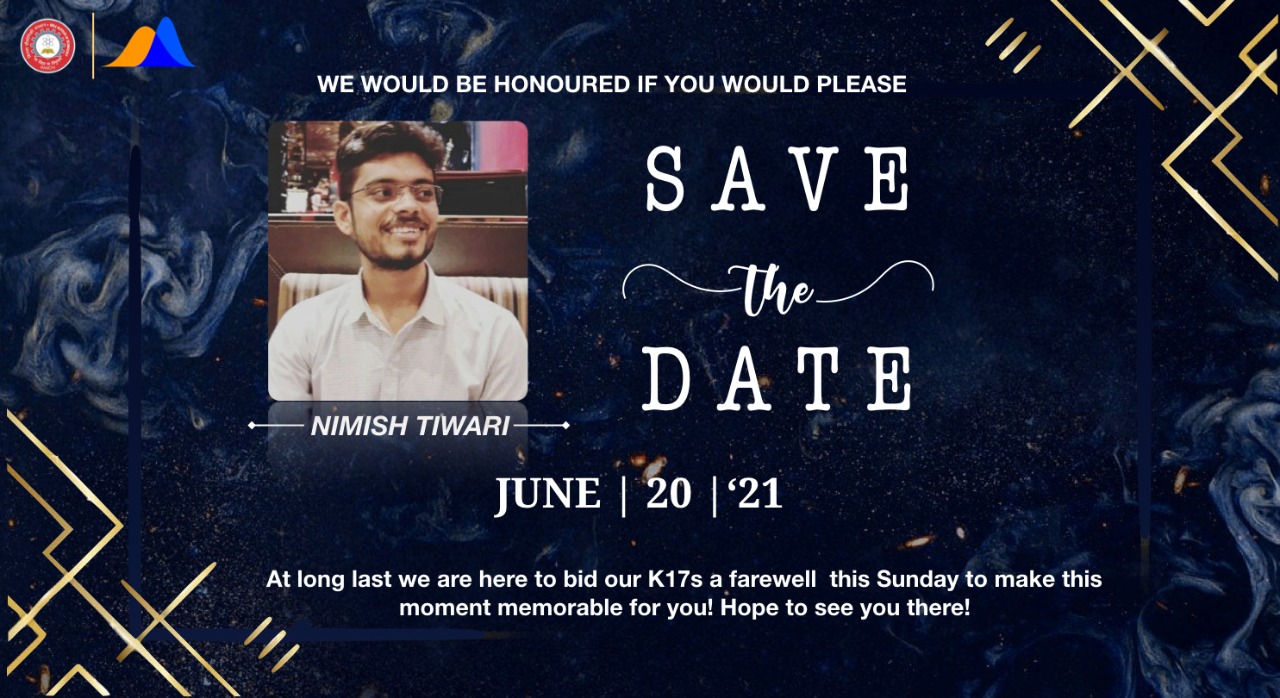 WE WOULD BE HONOURED IF YOU WOULD PLEASE
SAVE
the
DATE
NIMISH TIWARI
JUNE | 20 |‘21
At long last we are here to bid our K17s a farewell this Sunday to make this
moment memorable for you! Hope to see you there!